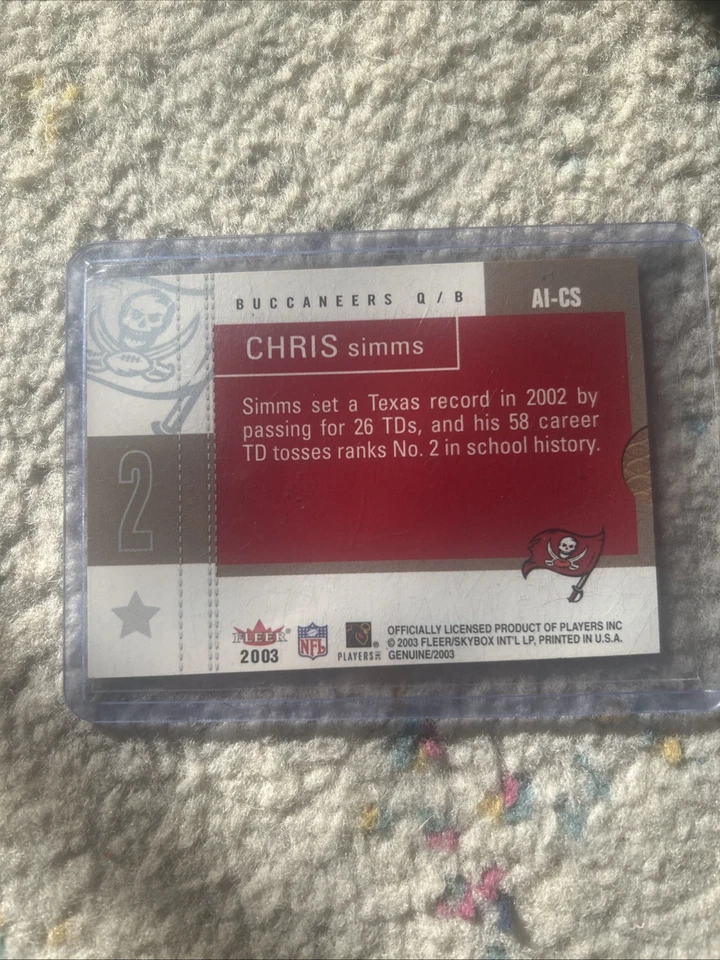 BUCCANEERS Q/B
AI-CS
CHRIS simms
Simms set a Texas record in 2002 by
passing for 26 TDs, and his 58 career
TD tosses ranks No. 2 in school history.
2
FLEER
2003
NFL
PLAYERS INC
OFFICIALLY LICENSED PRODUCT OF PLAYERS INC
© 2003 FLEER/SKYBOX INT'L LP, PRINTED IN U.S.A.
GENUINE/2003